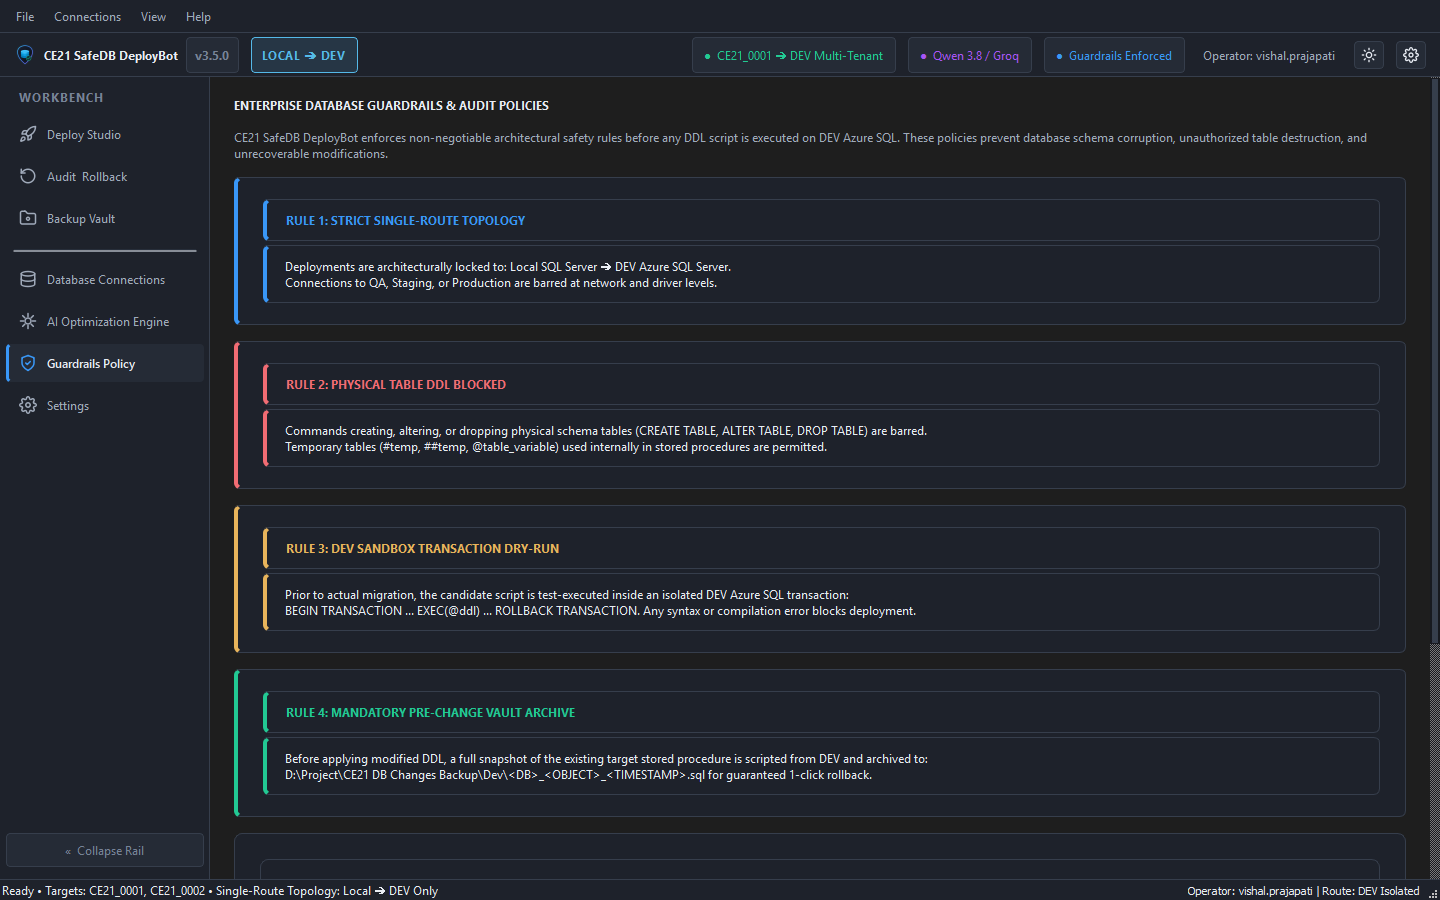 File Connections View Help
CE21 SafeDB DeployBot v3.5.0 LOCAL ➔ DEV ● CE21_0001 ➔ DEV Multi-Tenant ● Qwen 3.8 / Groq ● Guardrails Enforced Operator: vishal.prajapati
WORKBENCH
Deploy Studio
Audit Rollback
Backup Vault
Database Connections
AI Optimization Engine
Guardrails Policy
Settings
« Collapse Rail
ENTERPRISE DATABASE GUARDRAILS & AUDIT POLICIES
CE21 SafeDB DeployBot enforces non-negotiable architectural safety rules before any DDL script is executed on DEV Azure SQL. These policies prevent database schema corruption, unauthorized table destruction, and
unrecoverable modifications.
RULE 1: STRICT SINGLE-ROUTE TOPOLOGY
Deployments are architecturally locked to: Local SQL Server ➔ DEV Azure SQL Server.
Connections to QA, Staging, or Production are barred at network and driver levels.
RULE 2: PHYSICAL TABLE DDL BLOCKED
Commands creating, altering, or dropping physical schema tables (CREATE TABLE, ALTER TABLE, DROP TABLE) are barred.
Temporary tables (#temp, ##temp, @table_variable) used internally in stored procedures are permitted.
RULE 3: DEV SANDBOX TRANSACTION DRY-RUN
Prior to actual migration, the candidate script is test-executed inside an isolated DEV Azure SQL transaction:
BEGIN TRANSACTION ... EXEC(@ddl) ... ROLLBACK TRANSACTION. Any syntax or compilation error blocks deployment.
RULE 4: MANDATORY PRE-CHANGE VAULT ARCHIVE
Before applying modified DDL, a full snapshot of the existing target stored procedure is scripted from DEV and archived to:
D:\Project\CE21 DB Changes Backup\Dev\<DB>_<OBJECT>_<TIMESTAMP>.sql for guaranteed 1-click rollback.
Ready • Targets: CE21_0001, CE21_0002 • Single-Route Topology: Local ➔ DEV Only
Operator: vishal.prajapati | Route: DEV Isolated